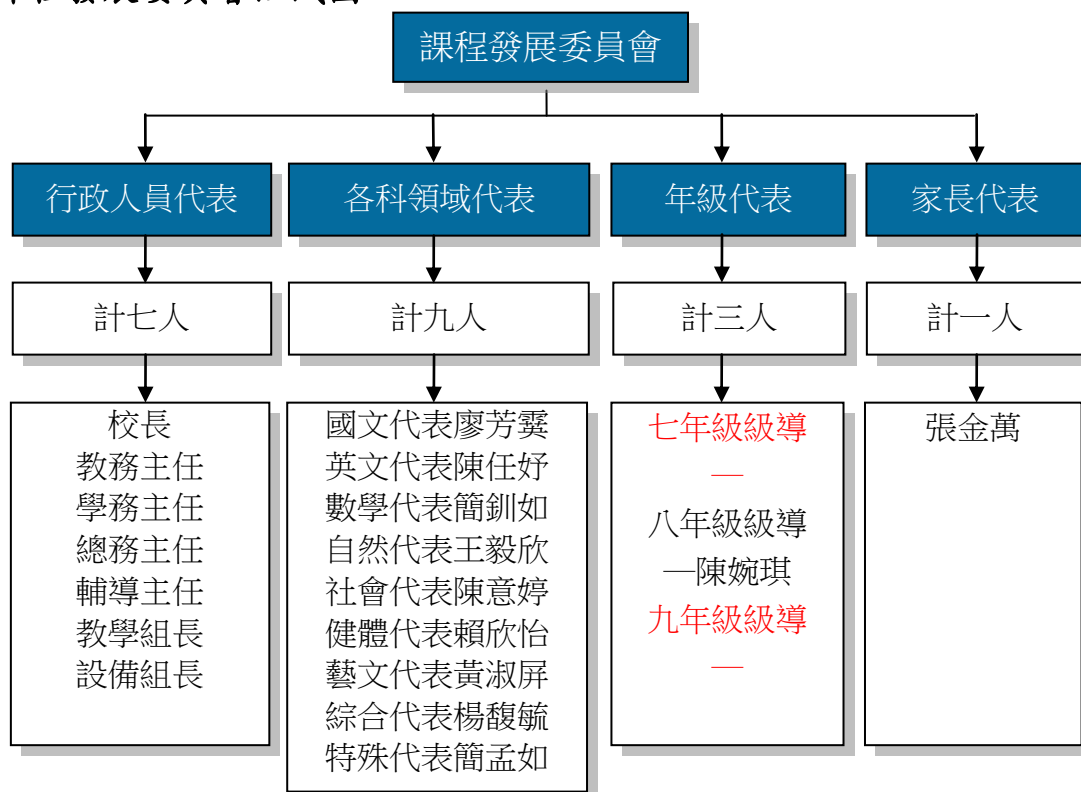 課程發展委員會
行政人員代表
各科領域代表
年級代表
家長代表
計七人
計九人
計三人
計一人
校長
教務主任
學務主任
總務主任
輔導主任
教學組長
設備組長
國文代表廖芳霙
英文代表陳任妤
數學代表簡釧如
自然代表王毅欣
社會代表陳意婷
健體代表賴欣怡
藝文代表黃淑屏
綜合代表楊馥毓
特殊代表簡孟如
七年級級導
—
八年級級導
—陳婉琪
九年級級導
—
張金萬